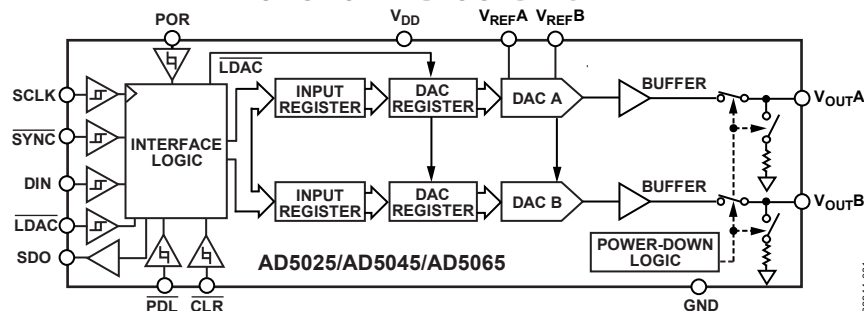 POR
VDD
VREFA
VREFB
LDAC
SCLK
SYNC
DIN
LDAC
SDO
INTERFACE
LOGIC
INPUT
REGISTER
DAC
REGISTER
DAC A
BUFFER
VOUTA
INPUT
REGISTER
DAC
REGISTER
DAC B
BUFFER
VOUTB
POWER-DOWN
LOGIC
AD5025/AD5045/AD5065
PDL
CLR
GND